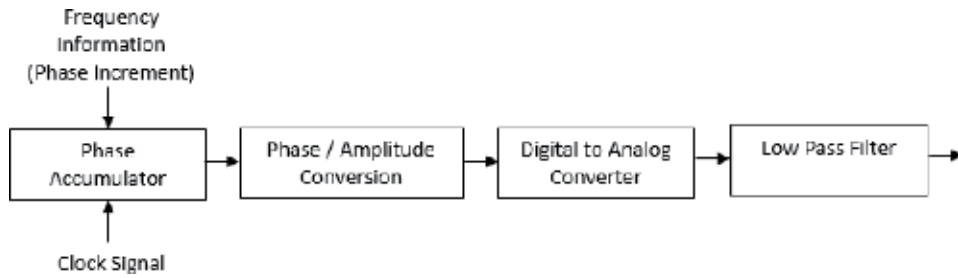 Frequency
Information
(Phase Increment)
Phase
Accumulator
Phase / Amplitude
Conversion
Digital to Analog
Converter
Low Pass Filter
Clock Signal